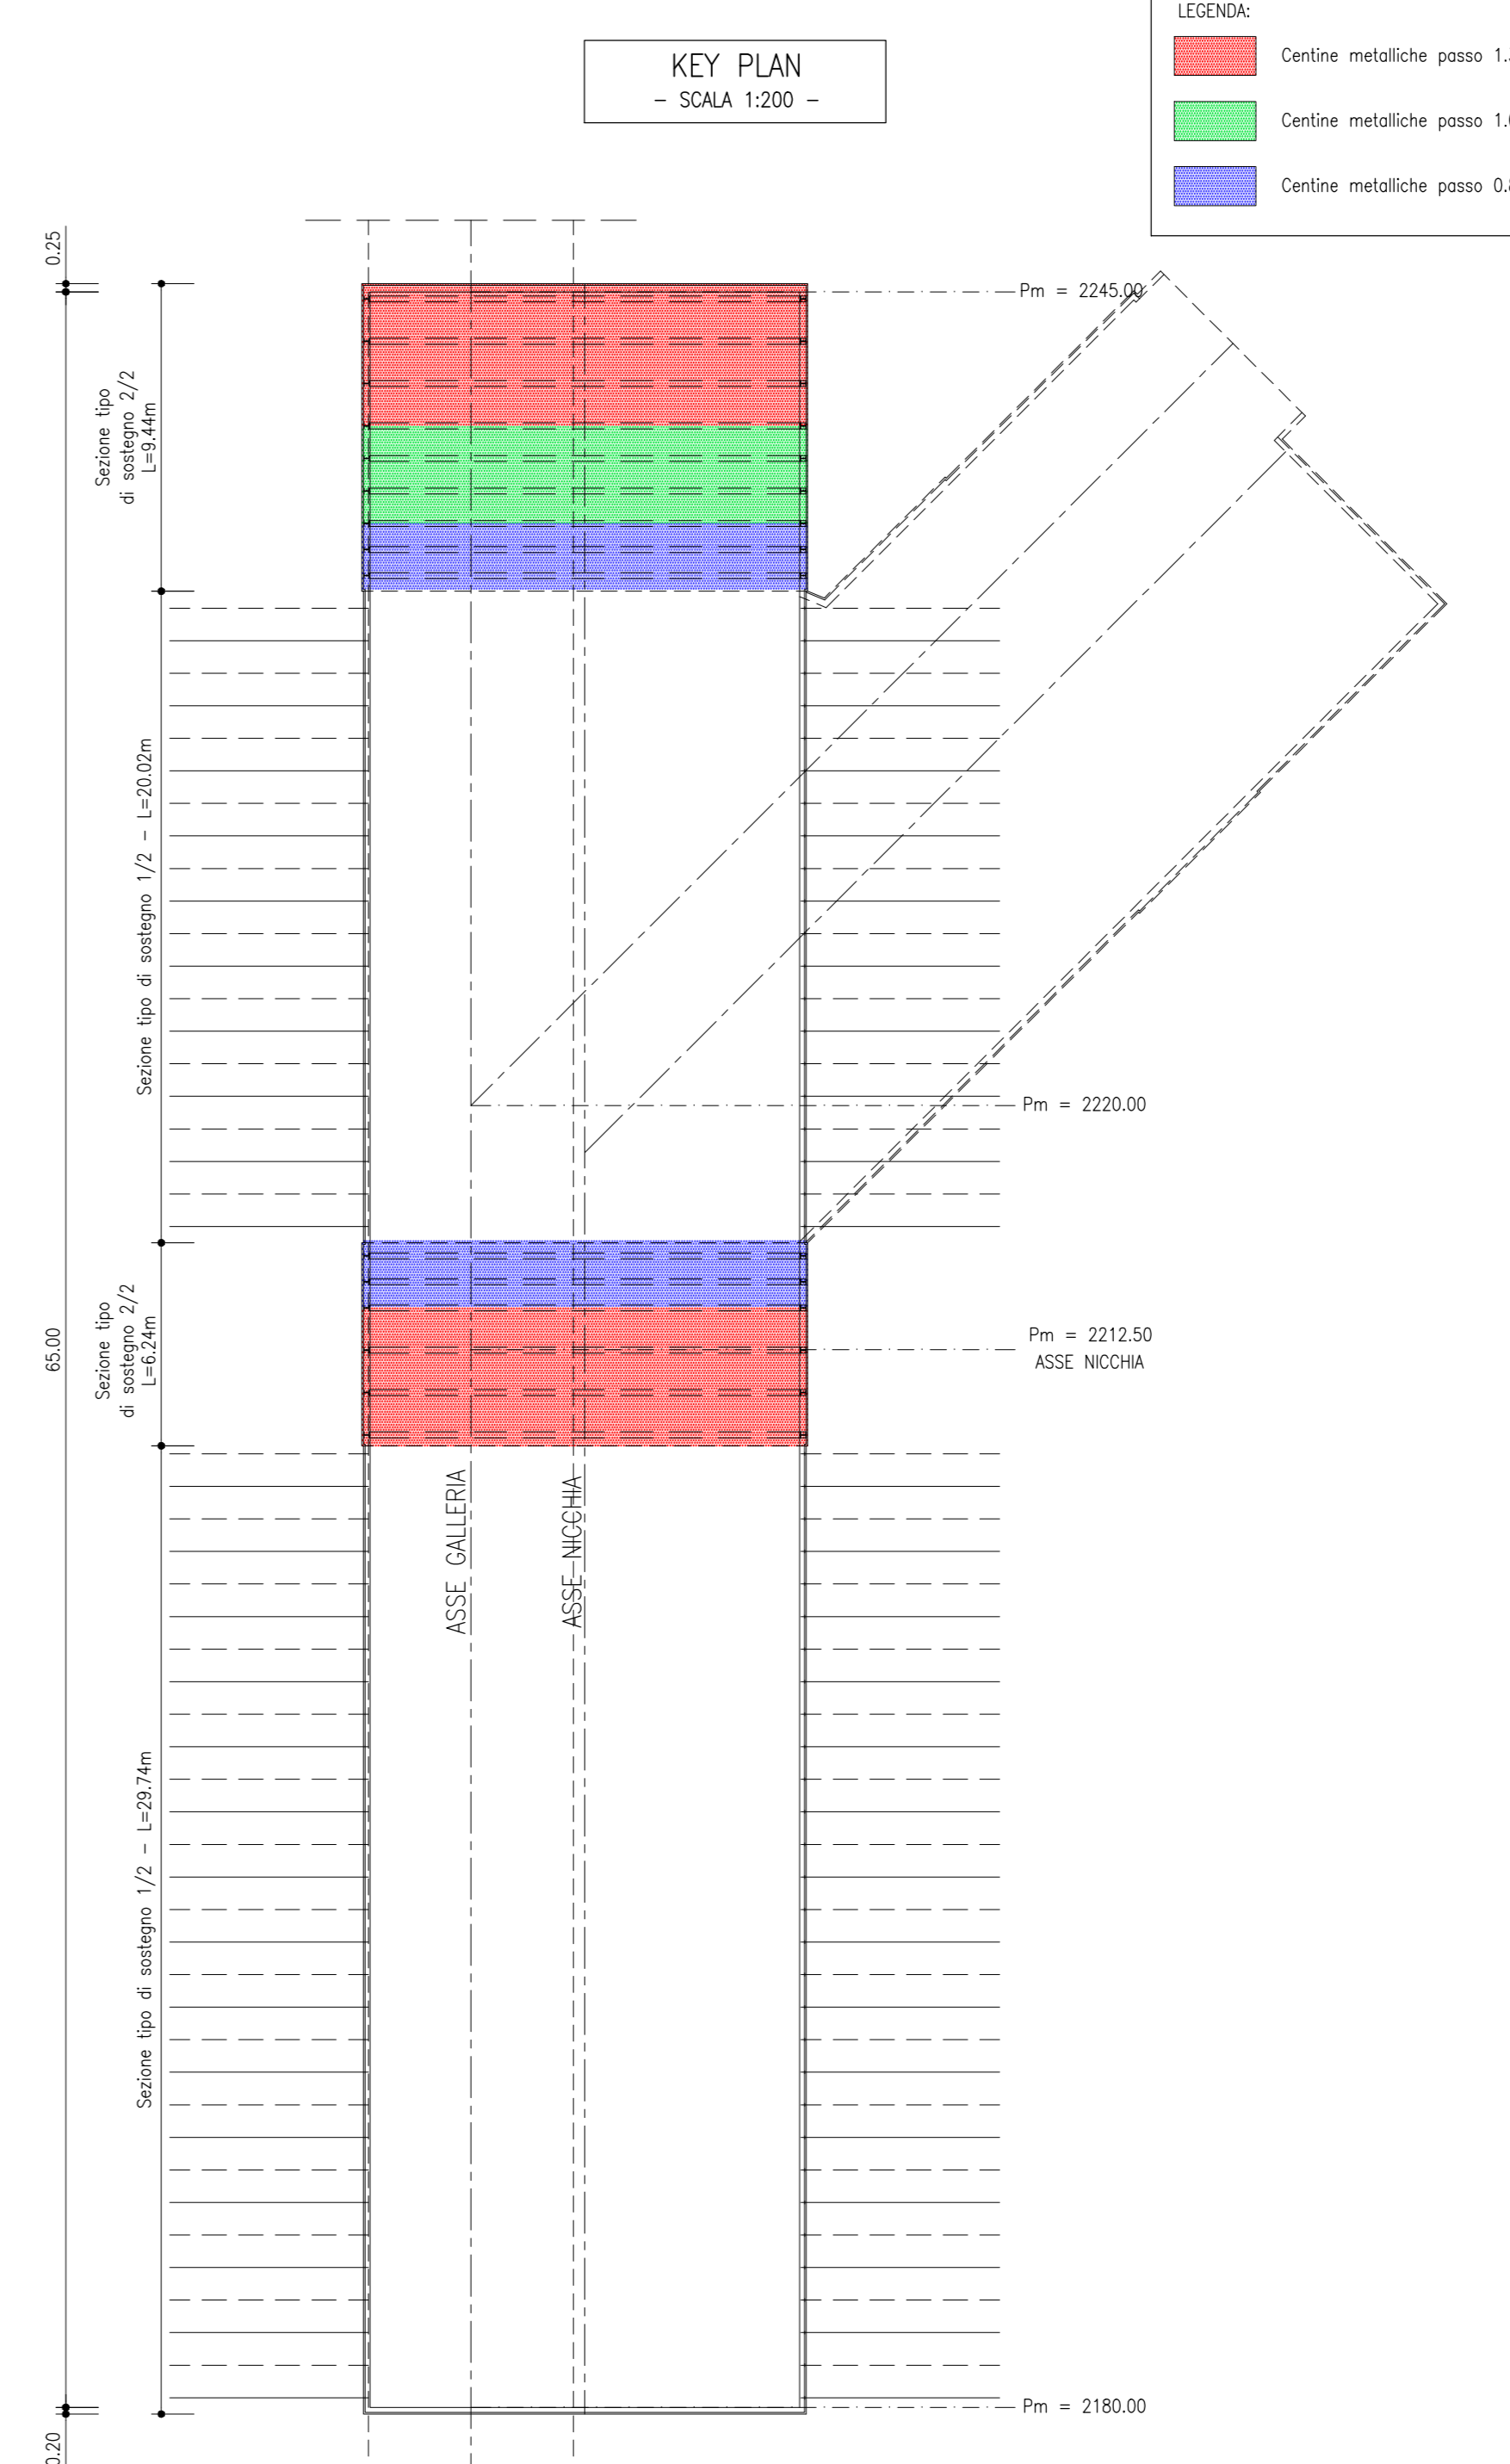 LEGENDA:
Centine metalliche passo
Centine metalliche passo
Centine metalliche passo
KEY PLAN
- SCALA 1:200 -
0.25
Sezione tipo
di sostegno 2/2
L=9.44m
Pm = 2245.00
Sezione tipo di sostegno 1/2 - L=20.02m
Pm = 2220.00
65.00
Sezione tipo
di sostegno 2/2
L=6.24m
Pm = 2212.50
ASSE NICCHIA
ASSE GALLERIA
ASSE NICCHIA
Sezione tipo di sostegno 1/2 - L=29.74m
Pm = 2180.00
0.20